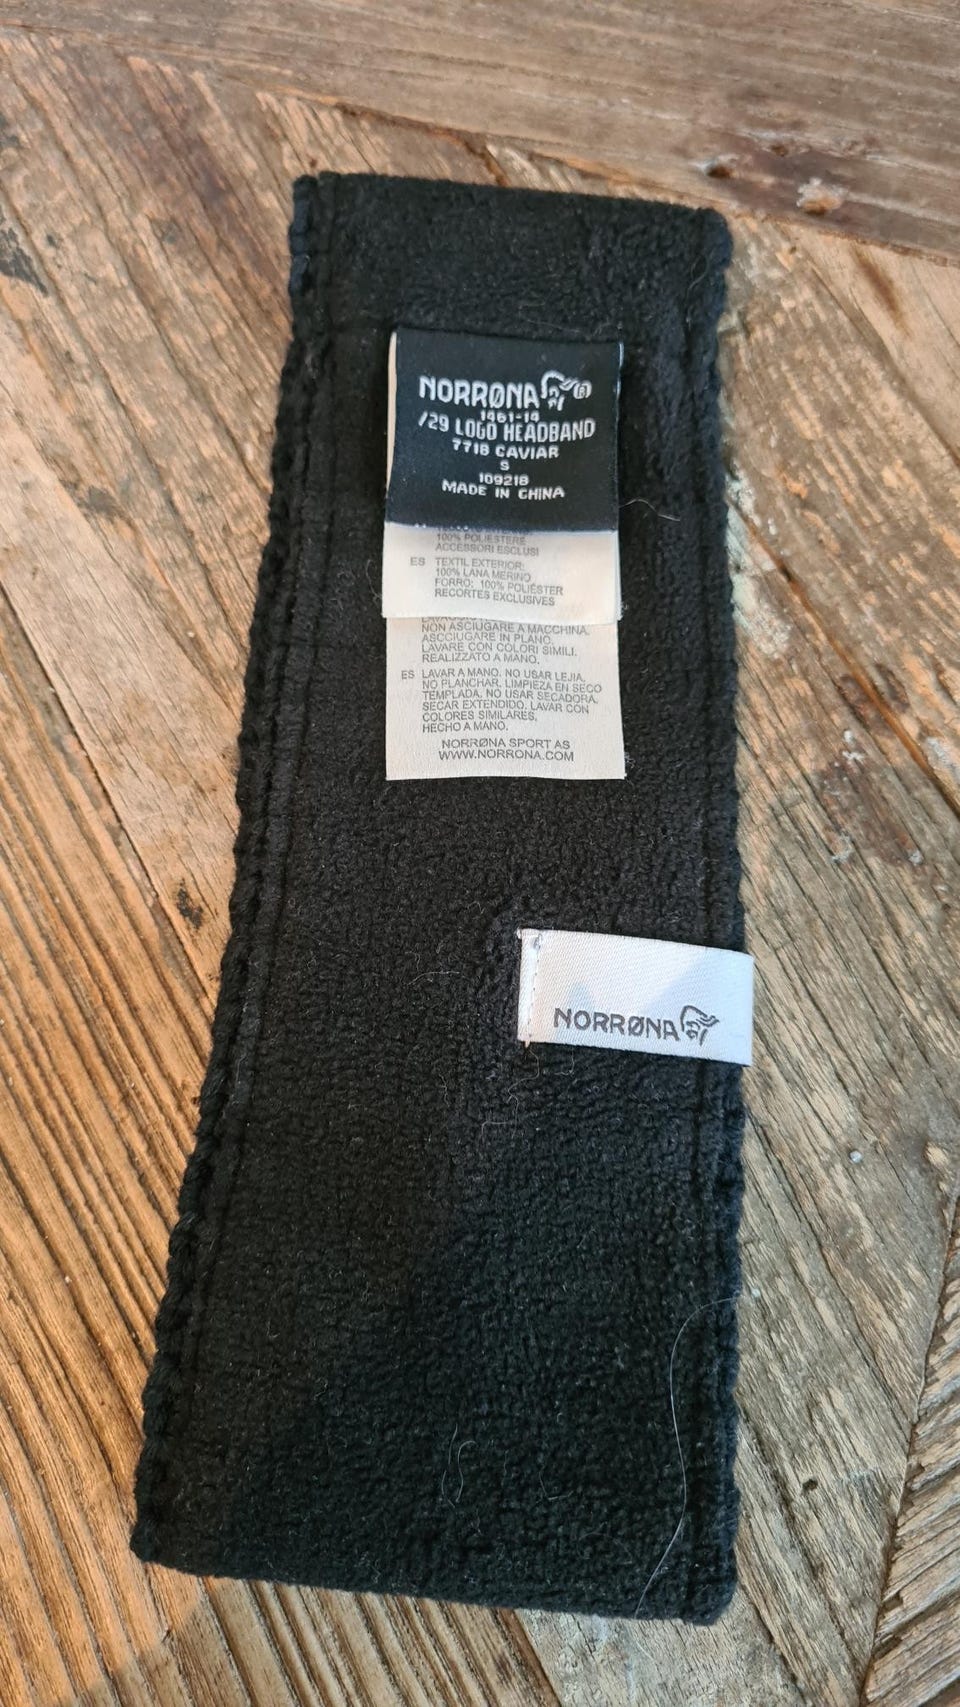 NORRØNA ®
1461-14
/29 LOGO HEADBAND
7718 CAVIAR
S
109218
MADE IN CHINA
100% POLIESTERE
ACCESSORI ESCLUSI
ES TEXTIL EXTERIOR:
100% LANA MERINO
FORRO: 100% POLIÉSTER
RECORTES EXCLUSIVES
NON ASCIUGARE A MACCHINA.
ASCCIUGARE IN PLANO.
LAVARE CON COLORI SIMILI.
REALIZZATO A MANO.
ES LAVAR A MANO. NO USAR LEJIA.
NO PLANCHAR. LIMPIEZA EN SECO
TEMPLADA. NO USAR SECADORA.
SECAR EXTENDIDO. LAVAR CON
COLORES SIMILARES,
HECHO A MANO.
NORRØNA SPORT AS
WWW.NORRONA.COM
NORRØNA